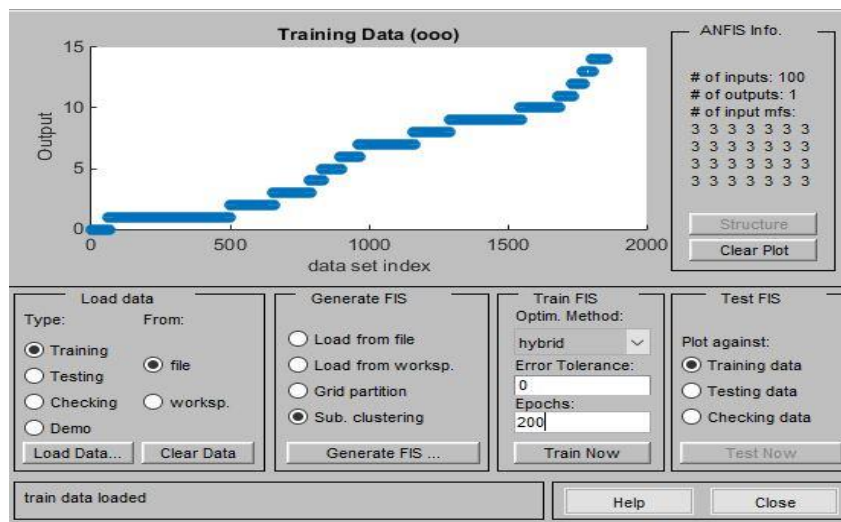 Training Data (ooo)
15
10
5
0
Output
0 500 1000 1500 2000
data set index
ANFIS Info.
# of inputs: 100
# of outputs: 1
# of input mfs:
3 3 3 3 3 3 3
3 3 3 3 3 3 3
3 3 3 3 3 3 3
3 3 3 3 3 3 3
Structure
Clear Plot
Load data
Type: From:
Training
Testing
Checking
Demo
file
worksp.
Load Data... Clear Data
Generate FIS
Load from file
Load from worksp.
Grid partition
Sub. clustering
Generate FIS ...
Train FIS
Optim. Method:
hybrid
Error Tolerance:
0
Epochs:
200
Train Now
Test FIS
Plot against:
Training data
Testing data
Checking data
Test Now
train data loaded
Help Close